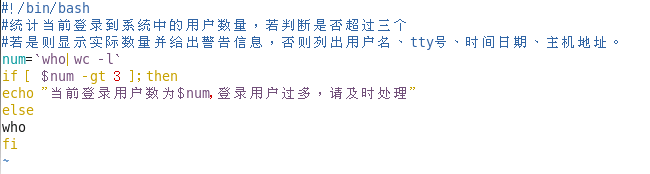 #!/bin/bash
#统计当前登录到系统中的用户数量，若判断是否超过三个
#若是则显示实际数量并给出警告信息，否则列出用户名、tty号、时间日期、主机地址。
num=`who| wc -l`
if [ $num -gt 3 ]; then
echo ”当前登录用户数为$num,登录用户过多，请及时处理”
else
who
fi
~